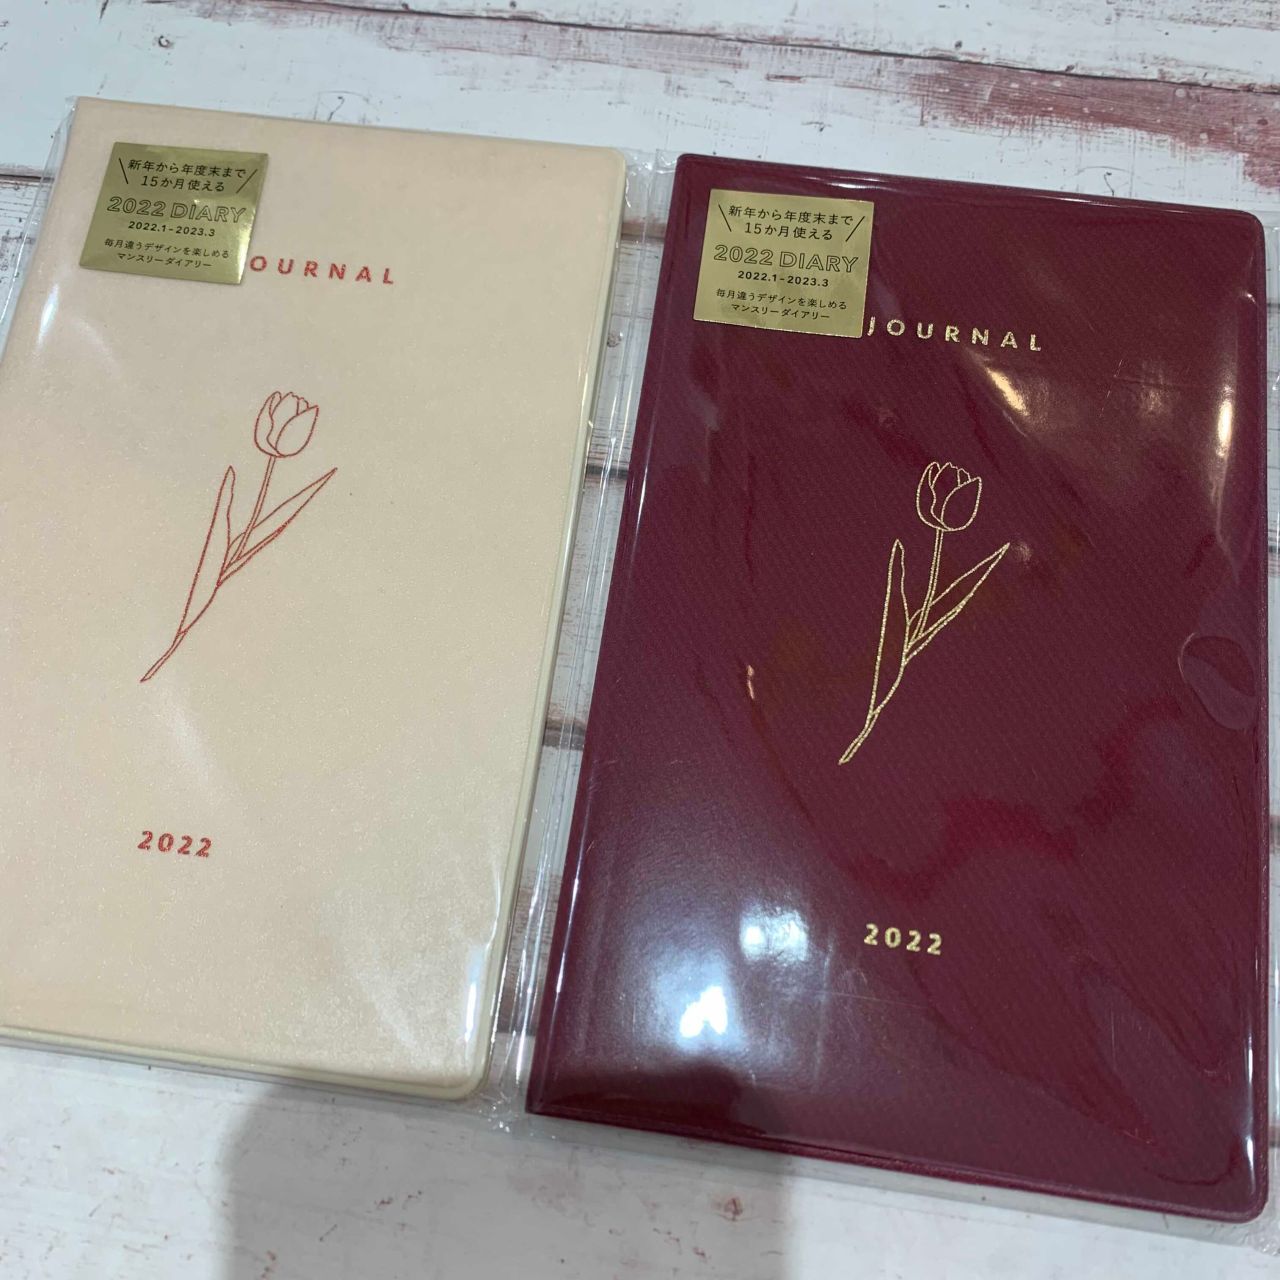 新年から年度末まで
15か月使える
2022 DIARY
2022.1-2023.3
毎月違うデザインを楽しめる
マンスリーダイアリー
OURNAL
2022
新年から年度末まで
15か月使える
2022 DIARY
2022.1-2023.3
毎月違うデザインを楽しめる
マンスリーダイアリー
JOURNAL
2022